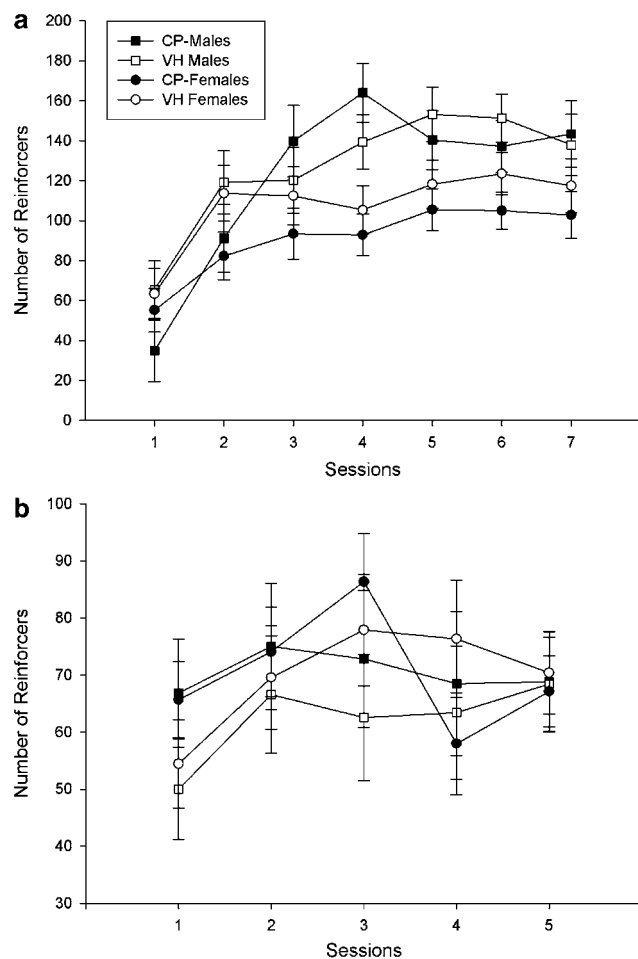 a
CP-Males
VH Males
CP-Females
VH Females
Number of Reinforcers
200
180
160
140
120
100
80
60
40
20
0
1 2 3 4 5 6 7
Sessions
b
Number of Reinforcers
100
90
80
70
60
50
40
30
1 2 3 4 5
Sessions